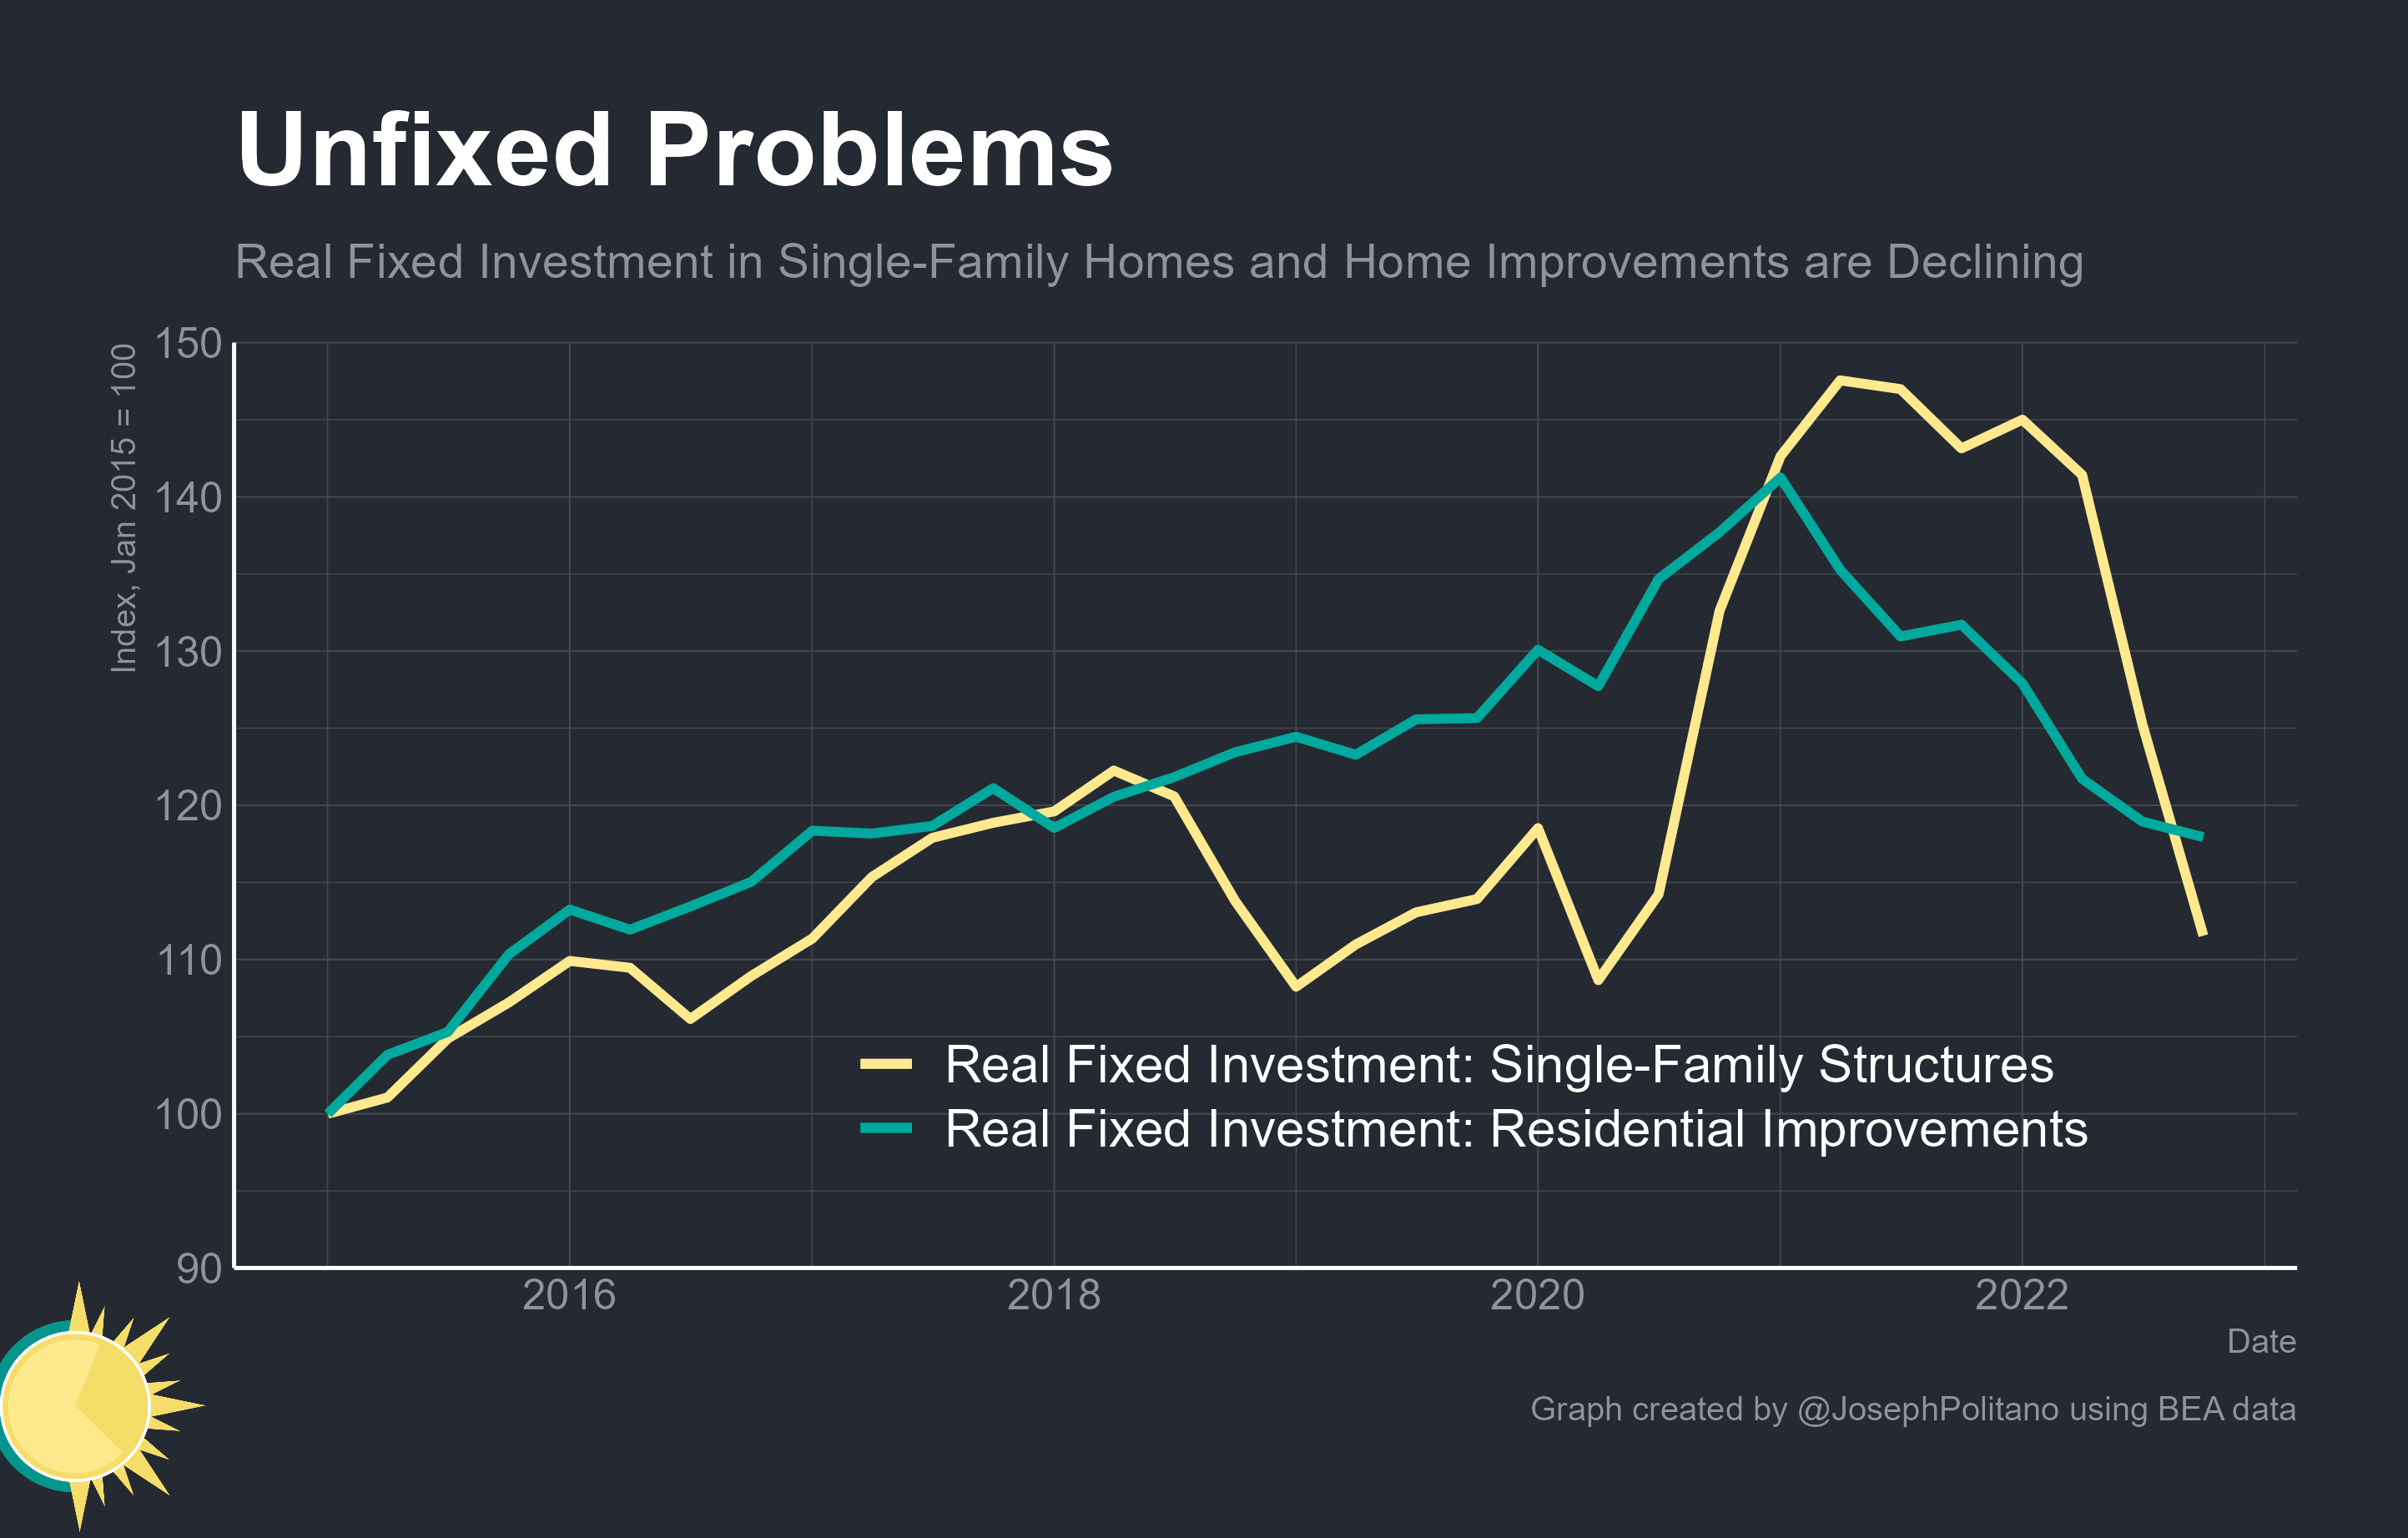 Unfixed Problems
Real Fixed Investment in Single-Family Homes and Home Improvements are Declining
Index, Jan 2015 = 100
150
140
130
120
110
100
90
Real Fixed Investment: Single-Family Structures
Real Fixed Investment: Residential Improvements
2016 2018 2020 2022
Date
Graph created by @JosephPolitano using BEA data